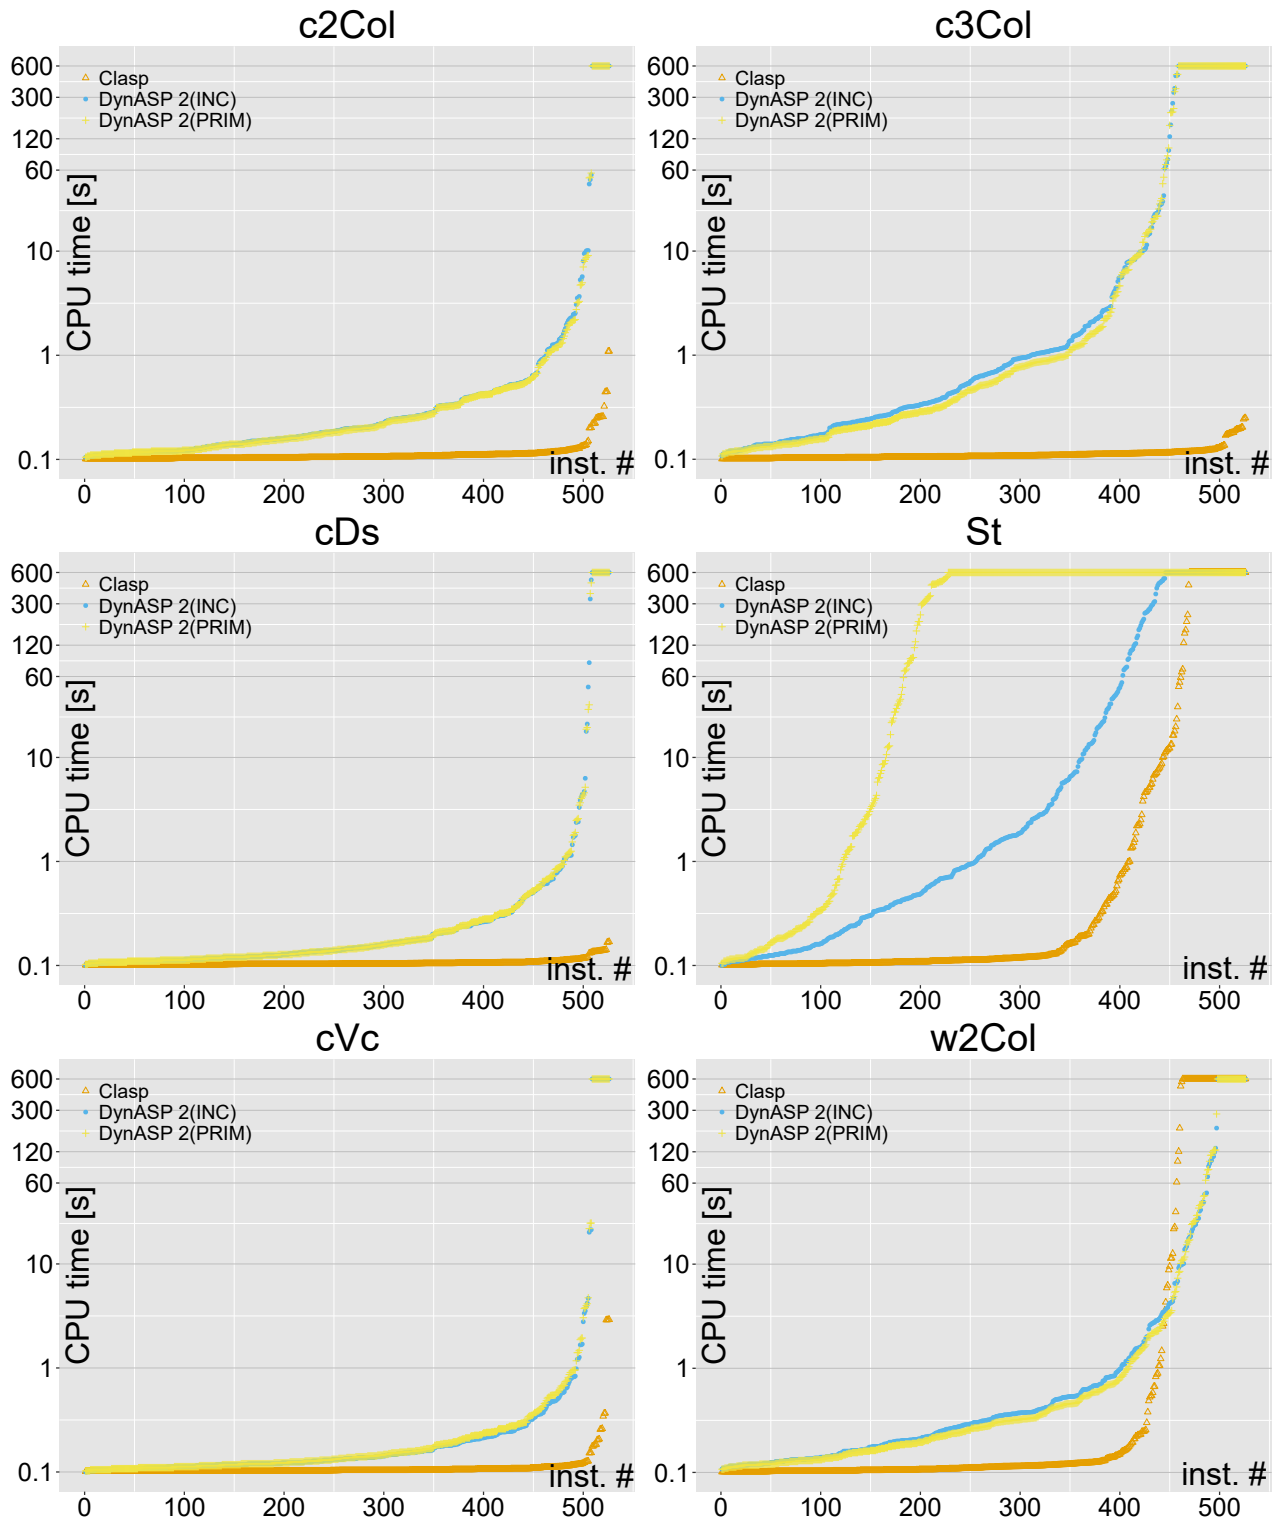 c2Col
600
300
120
60
10
1
0.1
CPU time [s]
Clasp
DynASP 2(INC)
DynASP 2(PRIM)
inst. #
0 100 200 300 400 500
c3Col
600
300
120
60
10
1
0.1
CPU time [s]
Clasp
DynASP 2(INC)
DynASP 2(PRIM)
inst. #
0 100 200 300 400 500
cDs
600
300
120
60
10
1
0.1
CPU time [s]
Clasp
DynASP 2(INC)
DynASP 2(PRIM)
inst. #
0 100 200 300 400 500
St
600
300
120
60
10
1
0.1
CPU time [s]
Clasp
DynASP 2(INC)
DynASP 2(PRIM)
inst. #
0 100 200 300 400 500
cVc
600
300
120
60
10
1
0.1
CPU time [s]
Clasp
DynASP 2(INC)
DynASP 2(PRIM)
inst. #
0 100 200 300 400 500
w2Col
600
300
120
60
10
1
0.1
CPU time [s]
Clasp
DynASP 2(INC)
DynASP 2(PRIM)
inst. #
0 100 200 300 400 500